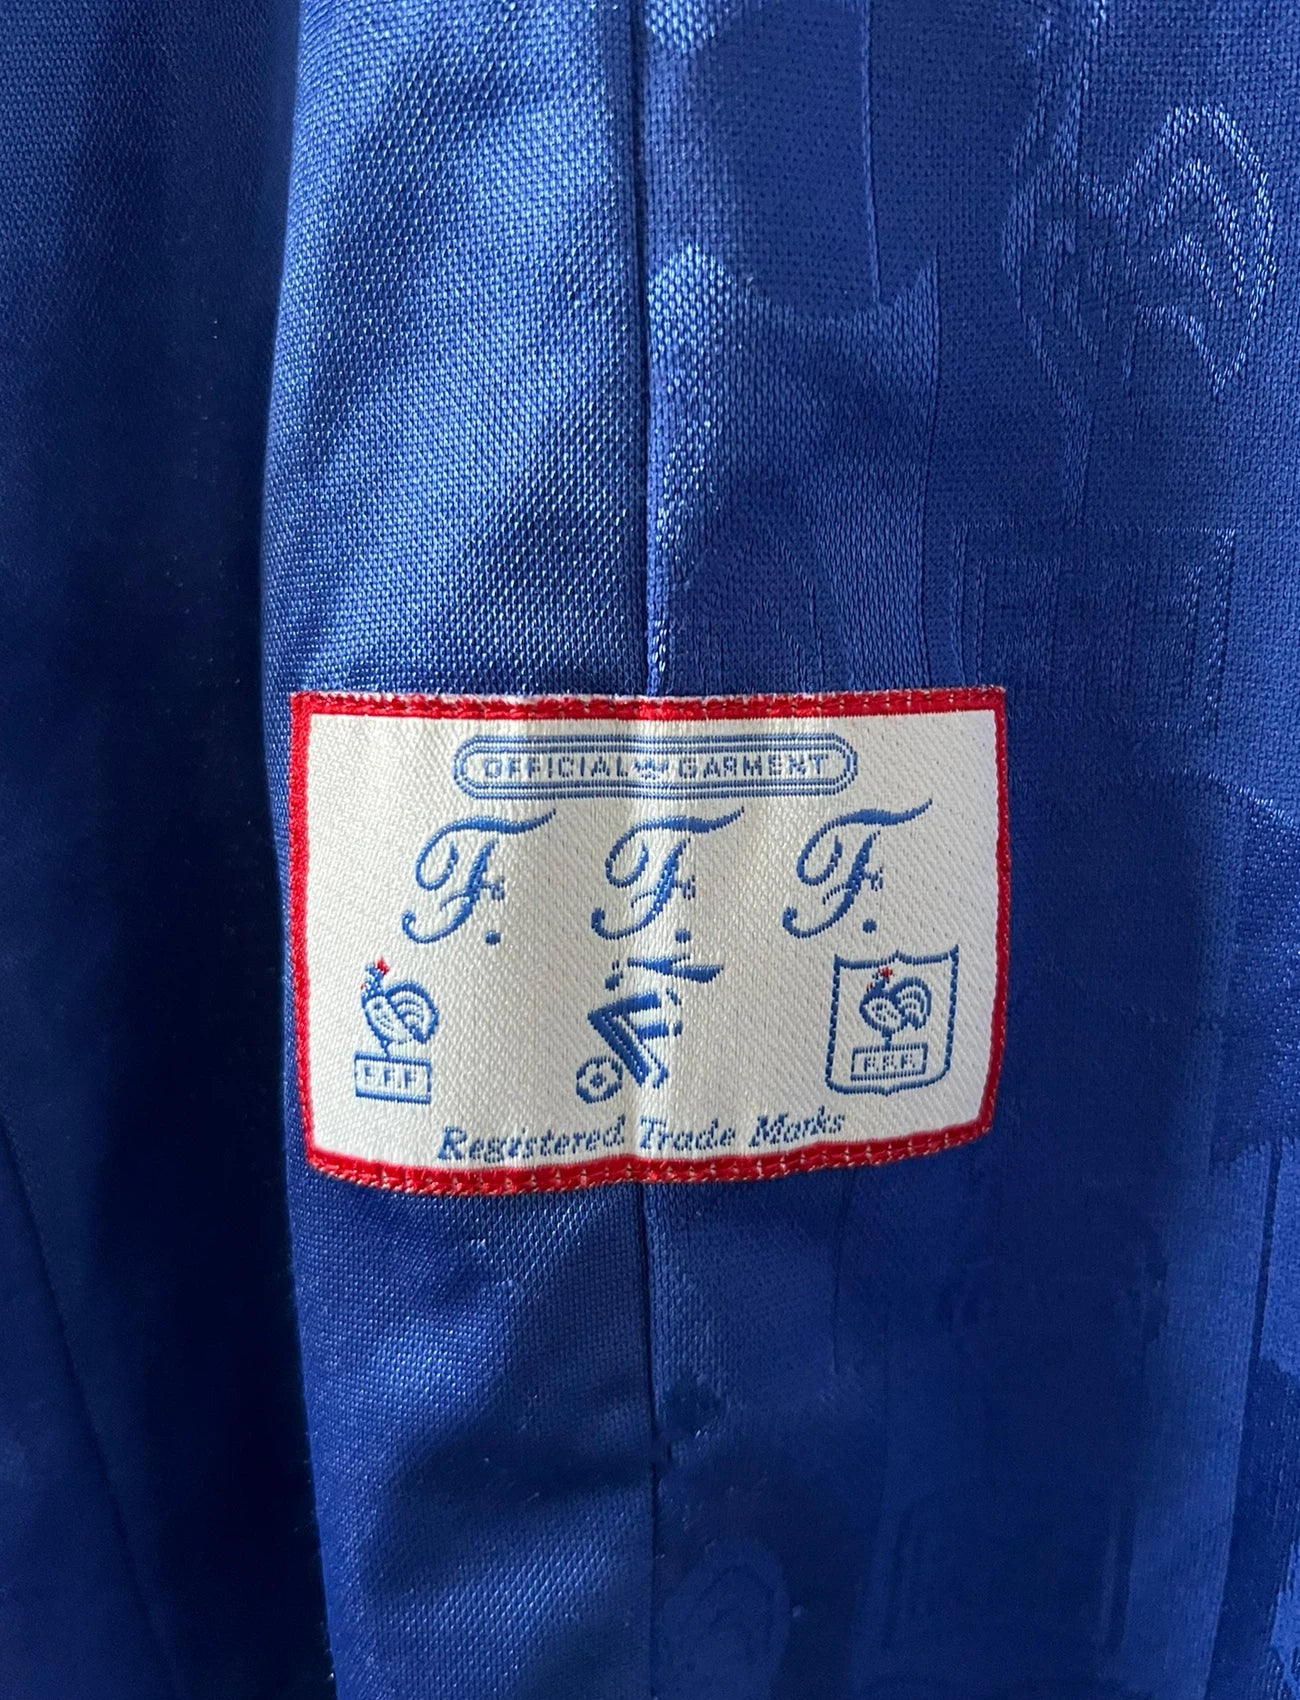 OFFICIAL GARMENT
F. F. F.
F.F.F. F.F.F.
Registered Trade Marks